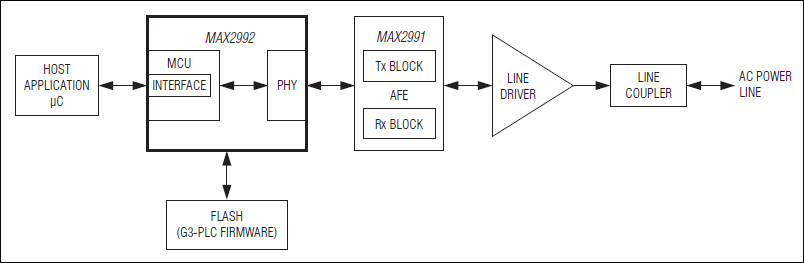 MAX2992
MAX2991
HOST
APPLICATION
µC
MCU
INTERFACE
PHY
Tx BLOCK
AFE
Rx BLOCK
LINE
DRIVER
LINE
COUPLER
AC POWER
LINE
FLASH
(G3-PLC FIRMWARE)